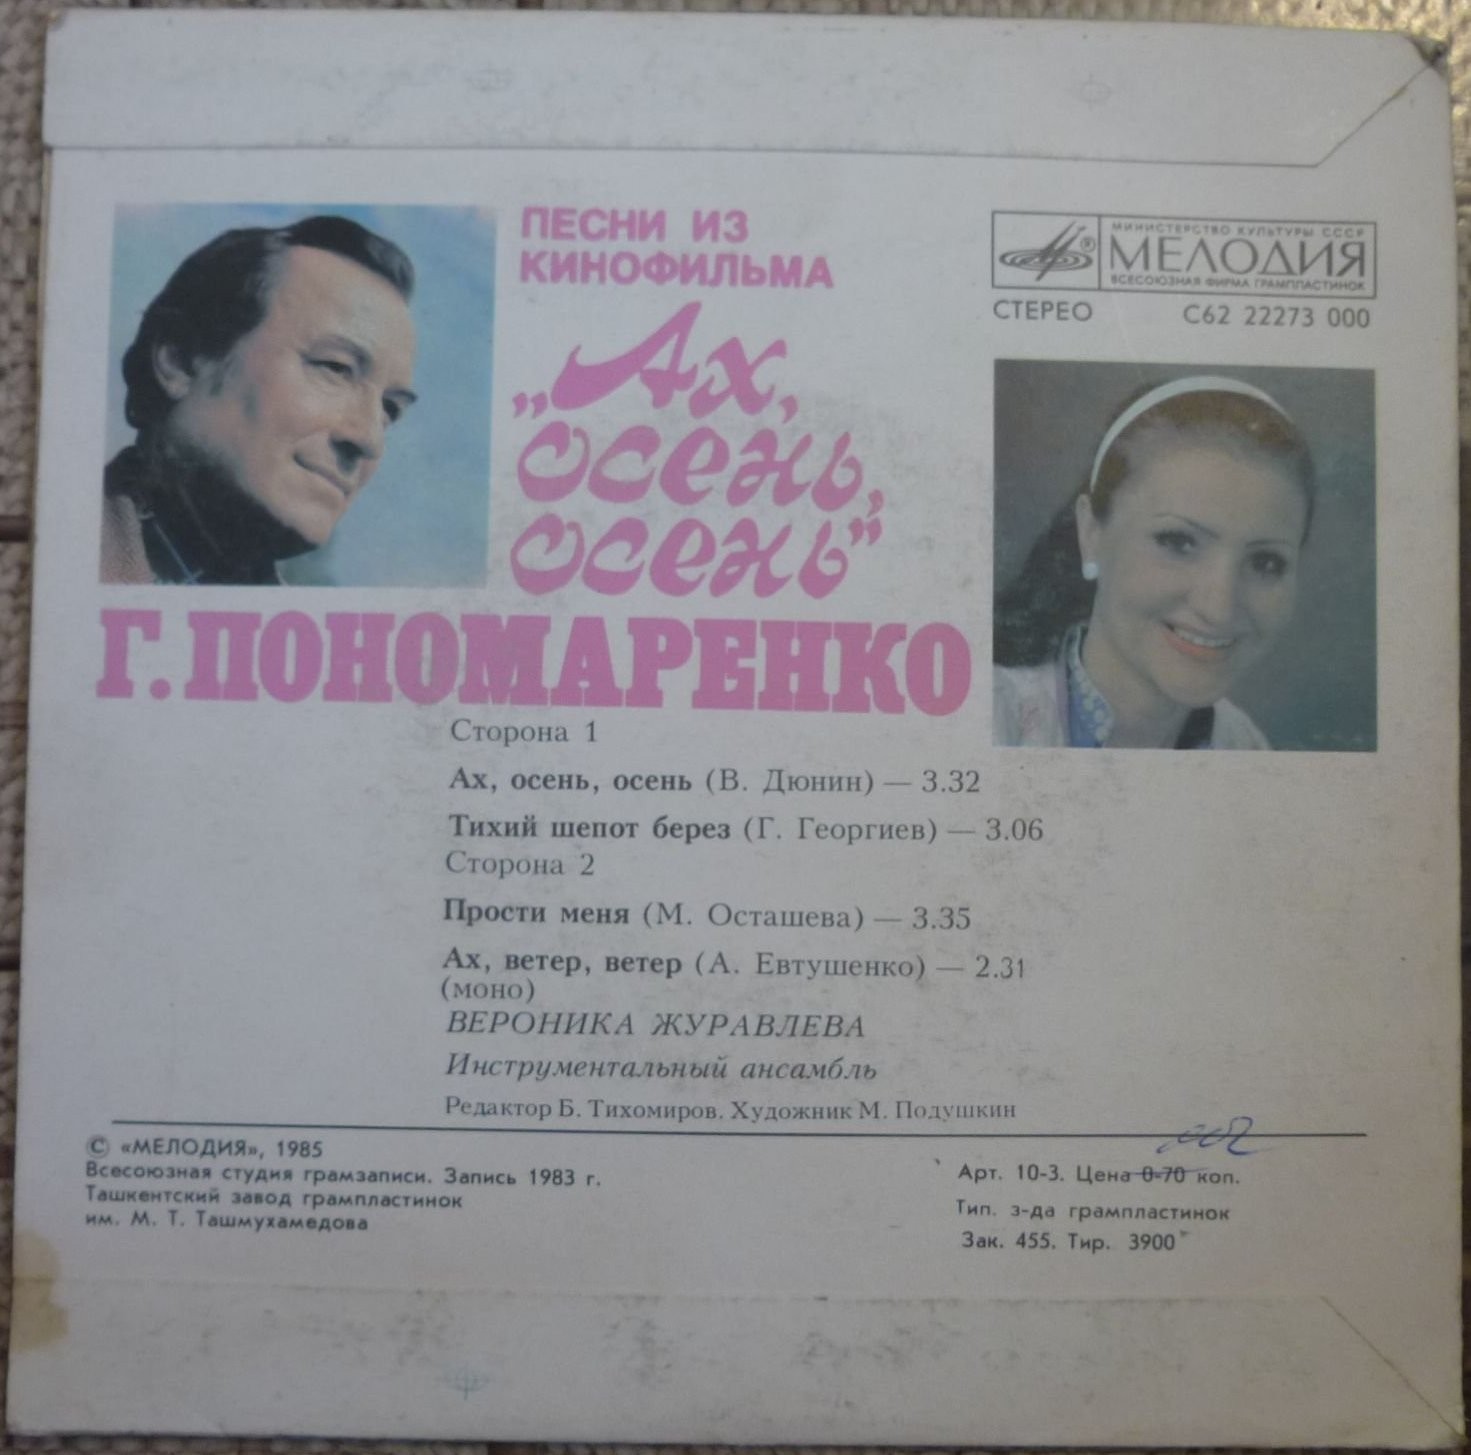 ПЕСНИ ИЗ
КИНОФИЛЬМА
„Ах,
осень,
осень”
Г. ПОНОМАРЕНКО
МИНИСТЕРСТВО КУЛЬТУРЫ СССР
® МЕЛОДИЯ
ВСЕСОЮЗНАЯ ФИРМА ГРАМПЛАСТИНОК
СТЕРЕО С62 22273 000
Сторона 1
Ах, осень, осень (В. Дюнин) — 3.32
Тихий шепот берез (Г. Георгиев) — 3.06
Сторона 2
Прости меня (М. Осташева) — 3.35
Ах, ветер, ветер (А. Евтушенко) — 2.31
(моно)
ВЕРОНИКА ЖУРАВЛЕВА
Инструментальный ансамбль
Редактор Б. Тихомиров. Художник М. Подушкин
© «МЕЛОДИЯ», 1985
Всесоюзная студия грамзаписи. Запись 1983 г.
Ташкентский завод грампластинок
им. М. Т. Ташмухамедова
Арт. 10-3. Цена 0-70 коп.
Тип. з-да грампластинок
Зак. 455. Тир. 3900